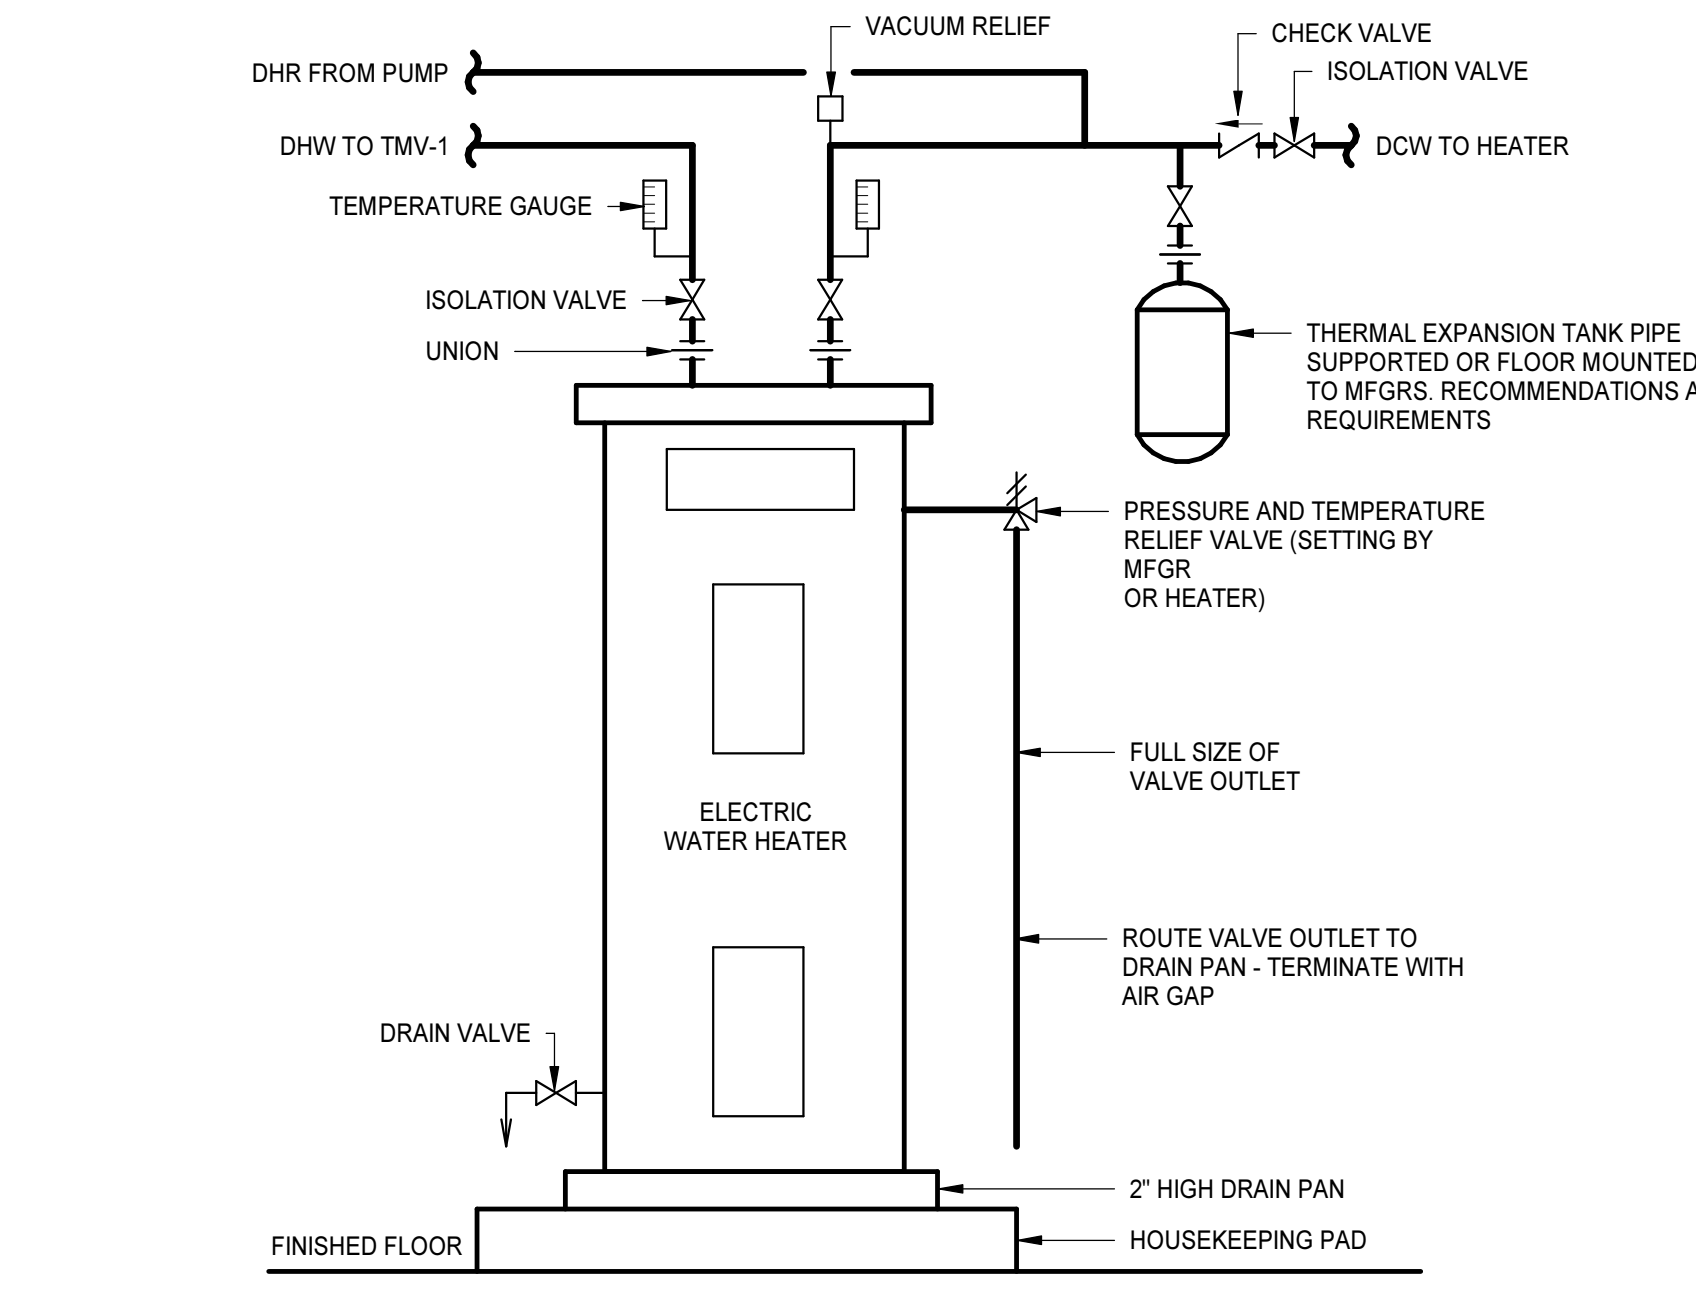 VACUUM RELIEF
CHECK VALVE
ISOLATION VALVE
DHR FROM PUMP
DHW TO TMV-1
DCW TO HEATER
TEMPERATURE GAUGE
ISOLATION VALVE
UNION
THERMAL EXPANSION TANK PIPE
SUPPORTED OR FLOOR MOUNTED
TO MFGRS. RECOMMENDATIONS A
REQUIREMENTS
PRESSURE AND TEMPERATURE
RELIEF VALVE (SETTING BY
MFGR
OR HEATER)
FULL SIZE OF
VALVE OUTLET
ELECTRIC
WATER HEATER
ROUTE VALVE OUTLET TO
DRAIN PAN - TERMINATE WITH
AIR GAP
DRAIN VALVE
2" HIGH DRAIN PAN
HOUSEKEEPING PAD
FINISHED FLOOR